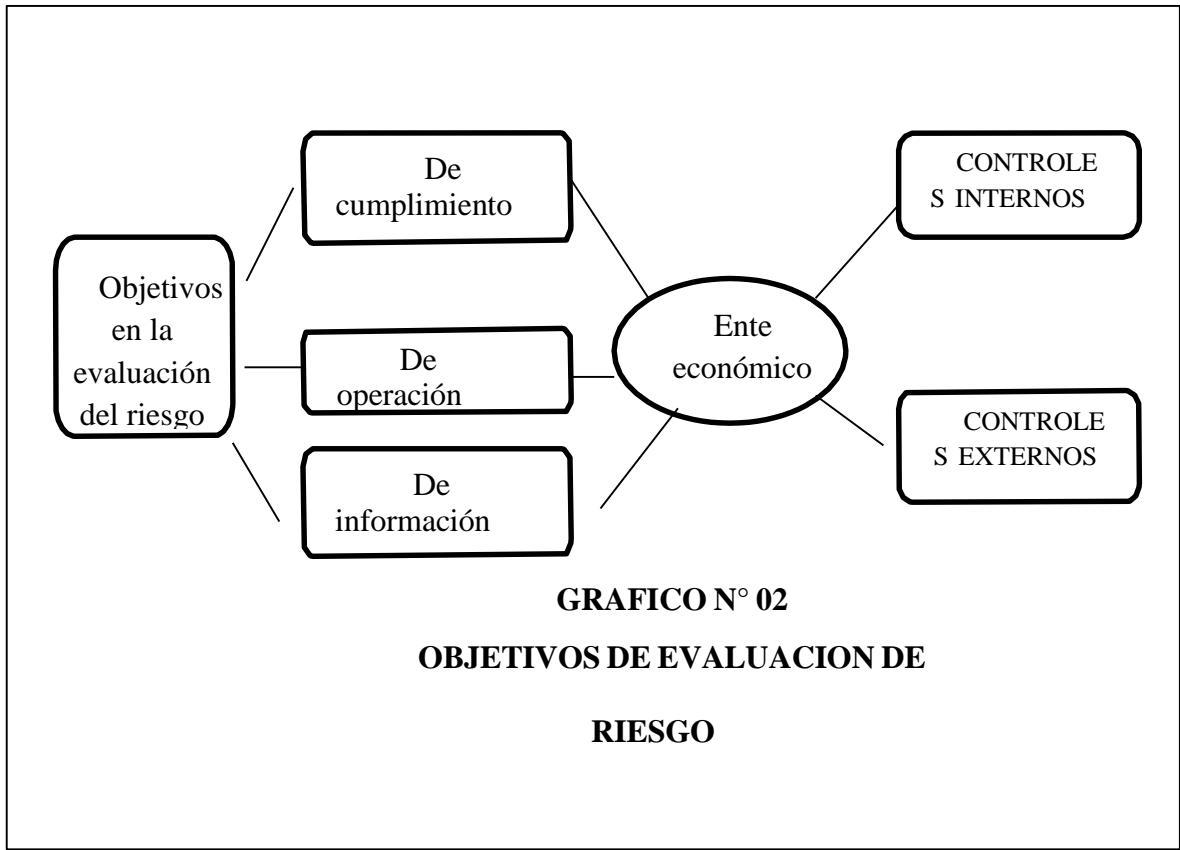 Objetivos
en la
evaluación
del riesgo
De
cumplimiento
De
operación
De
información
Ente
económico
CONTROLE
S INTERNOS
CONTROLE
S EXTERNOS
GRAFICO N° 02
OBJETIVOS DE EVALUACION DE
RIESGO